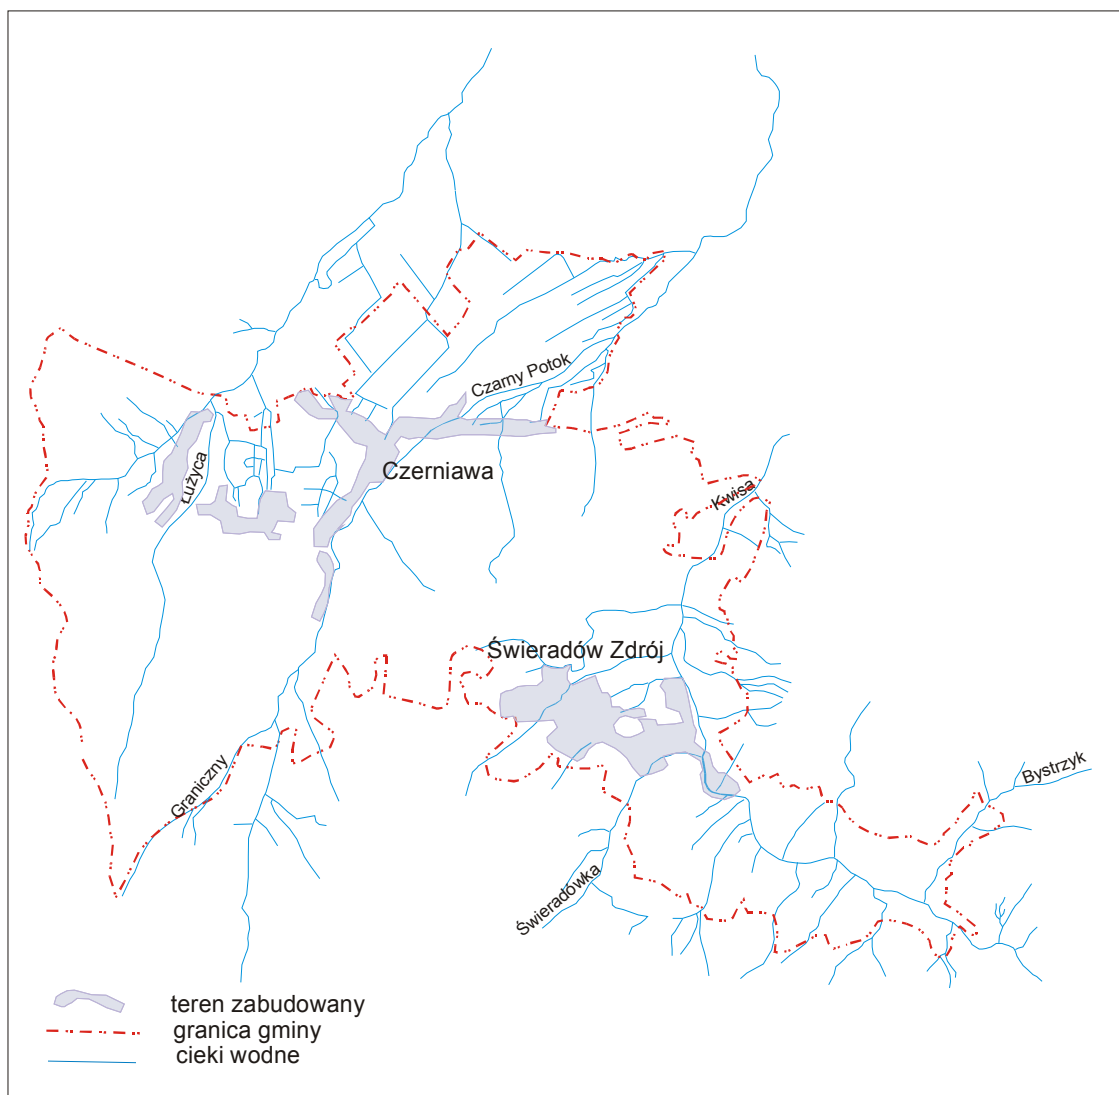 Czarny Potok
Czerniawa
Łużyca
Kwisa
Świeradów Zdrój
Graniczny
Bystrzyk
Świeradówka
teren zabudowany
granica gminy
cieki wodne